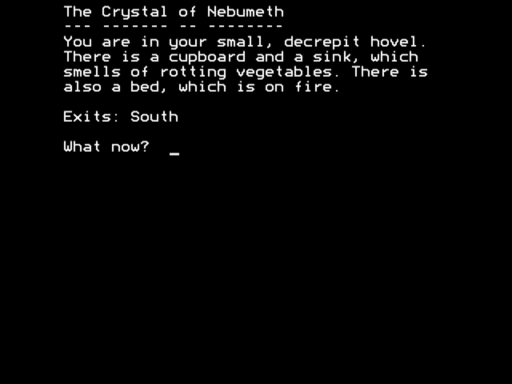 The Crystal of Nebumeth
--- ------- -- --------
You are in your small, decrepit hovel.
There is a cupboard and a sink, which
smells of rotting vegetables. There is
also a bed, which is on fire.
Exits: South
What now? _